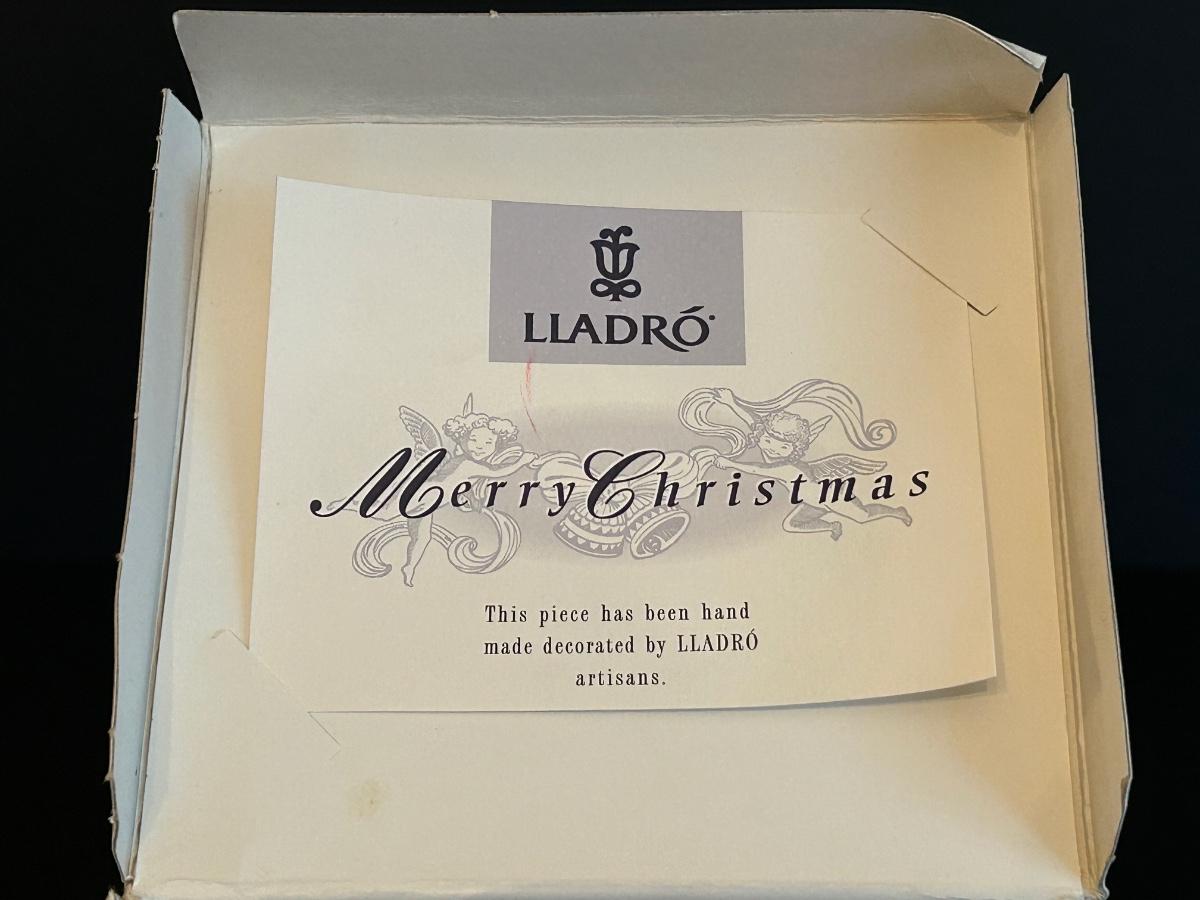 LLADRÓ
Merry Christmas
This piece has been hand
made decorated by LLADRÓ
artisans.